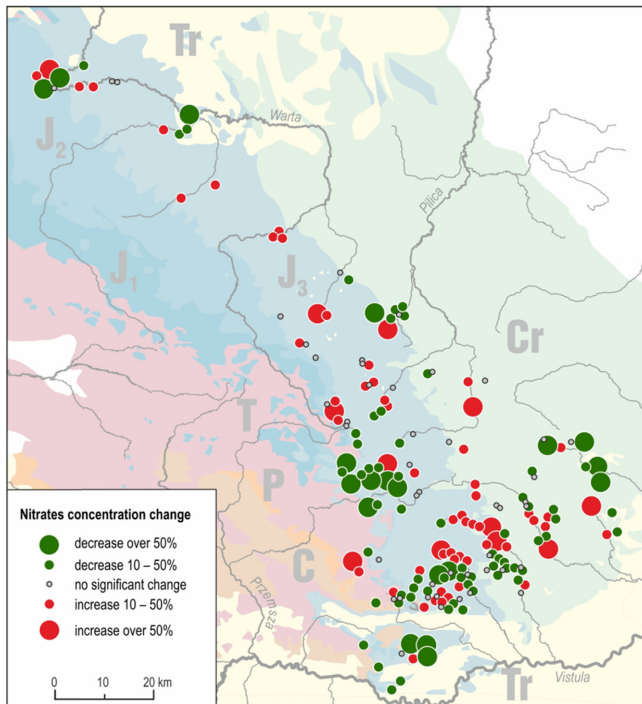 Tr
Warta
J2
Pilica
J1
J3
Cr
T
P
Nitrates concentration change
decrease over 50%
decrease 10 – 50%
no significant change
increase 10 – 50%
increase over 50%
0 10 20 km
C
Przemsza
Tr
Vistula